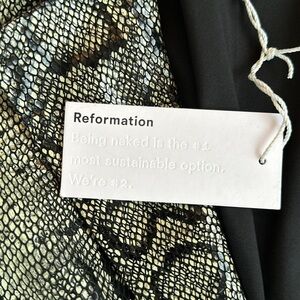 Reformation
Being naked is the #1
most sustainable option.
We're #2.